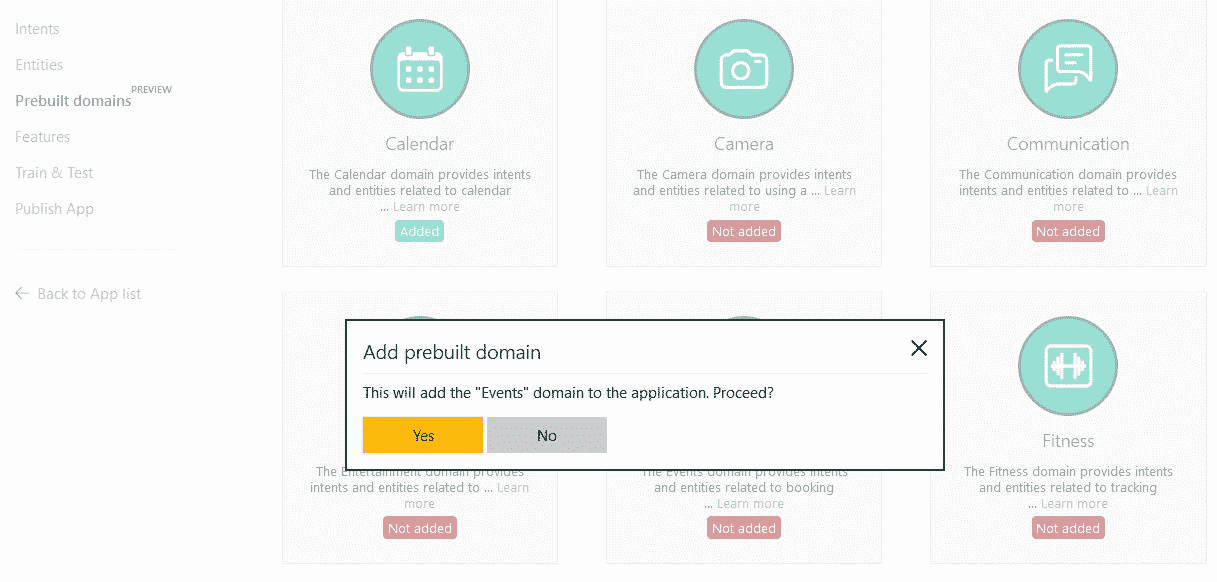 Intents
Entities
Prebuilt domains PREVIEW
Features
Train & Test
Publish App
Back to App list
Calendar
The Calendar domain provides intents
and entities related to calendar
... Learn more
Added
Camera
The Camera domain provides intents
and entities related to using a ... Learn
more
Not added
Communication
The Communication domain provides
intents and entities related to ... Learn
more
Not added
Add prebuilt domain
This will add the "Events" domain to the application. Proceed?
Yes
No
The Entertainment domain provides
intents and entities related to ... Learn
more
Not added
The Events domain provides intents
and entities related to booking
... Learn more
Not added
Fitness
The Fitness domain provides intents
and entities related to tracking
... Learn more
Not added